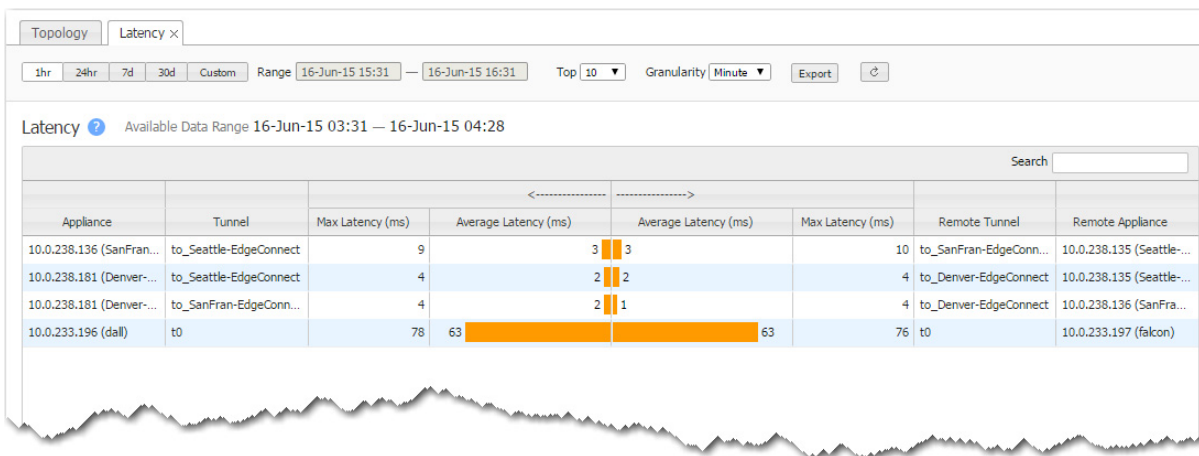 Topology Latency ×
1hr 24hr 7d 30d Custom Range 16-Jun-15 15:31 — 16-Jun-15 16:31 Top 10 ▼ Granularity Minute ▼ Export
Latency ? Available Data Range 16-Jun-15 03:31 — 16-Jun-15 04:28
Search
<---------------- ---------------->
Appliance Tunnel Max Latency (ms) Average Latency (ms) Average Latency (ms) Max Latency (ms) Remote Tunnel Remote Appliance
10.0.238.136 (SanFran... to_Seattle-EdgeConnect 9 3 3 10 to_SanFran-EdgeConn... 10.0.238.135 (Seattle-...
10.0.238.181 (Denver-... to_Seattle-EdgeConnect 4 2 2 4 to_Denver-EdgeConnect 10.0.238.135 (Seattle-...
10.0.238.181 (Denver-... to_SanFran-EdgeConn... 4 2 1 4 to_Denver-EdgeConnect 10.0.238.136 (SanFra...
10.0.233.196 (dall) t0 78 63 63 76 t0 10.0.233.197 (falcon)